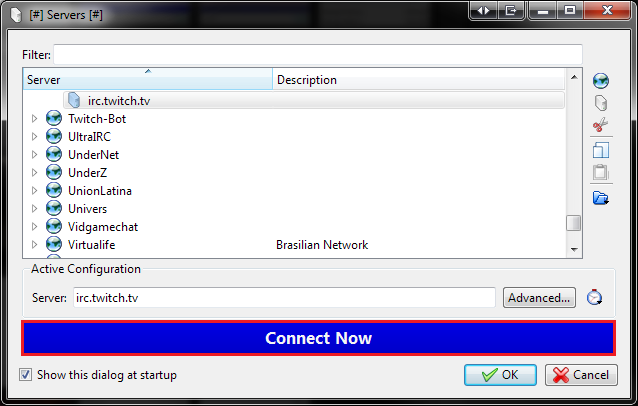 [#] Servers [#]
Filter:
Server Description
irc.twitch.tv
Twitch-Bot
UltraIRC
UnderNet
UnderZ
UnionLatina
Univers
Vidgamechat
Virtualife Brasilian Network
Active Configuration
Server: irc.twitch.tv Advanced...
Connect Now
Show this dialog at startup OK Cancel